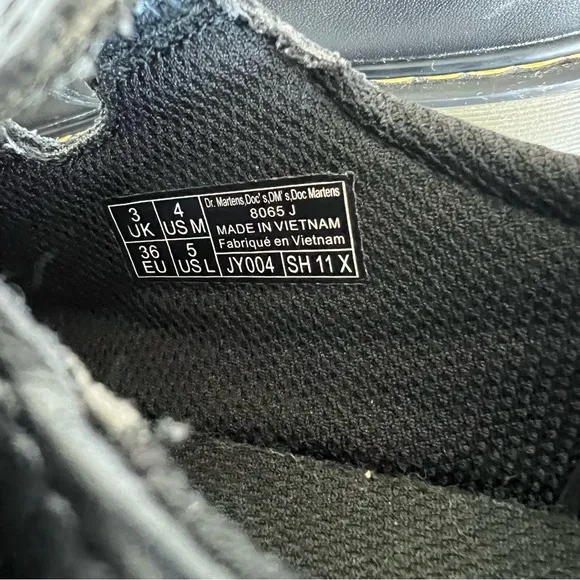 3 UK
4 US M
36 EU
5 US L
Dr. Martens,Doc's,DM's,Doc Martens
8065 J
MADE IN VIETNAM
Fabriqué en Vietnam
JY004
SH 11 X